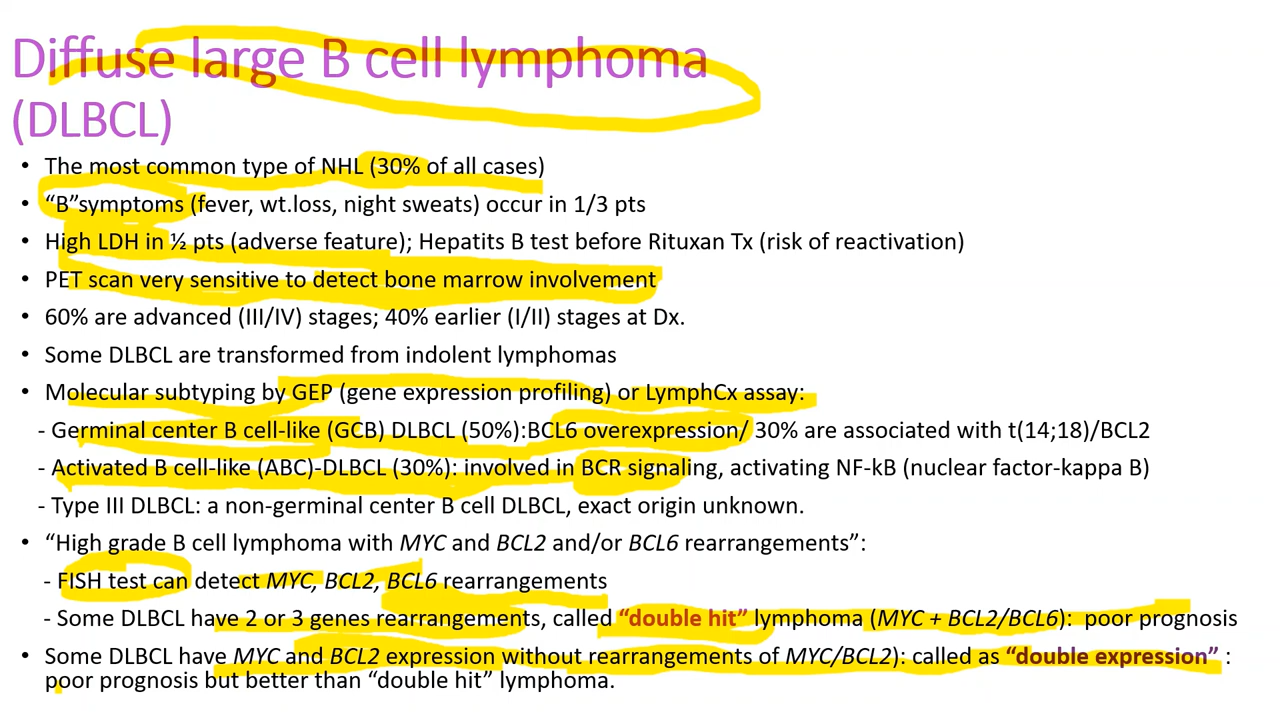 Diffuse large B cell lymphoma
(DLBCL)
• The most common type of NHL (30% of all cases)
• “B”symptoms (fever, wt.loss, night sweats) occur in 1/3 pts
• High LDH in ½ pts (adverse feature); Hepatits B test before Rituxan Tx (risk of reactivation)
• PET scan very sensitive to detect bone marrow involvement
• 60% are advanced (III/IV) stages; 40% earlier (I/II) stages at Dx.
• Some DLBCL are transformed from indolent lymphomas
• Molecular subtyping by GEP (gene expression profiling) or LymphCx assay:
- Germinal center B cell-like (GCB) DLBCL (50%):BCL6 overexpression/ 30% are associated with t(14;18)/BCL2
- Activated B cell-like (ABC)-DLBCL (30%): involved in BCR signaling, activating NF-kB (nuclear factor-kappa B)
- Type III DLBCL: a non-germinal center B cell DLBCL, exact origin unknown.
• “High grade B cell lymphoma with MYC and BCL2 and/or BCL6 rearrangements”:
- FISH test can detect MYC, BCL2, BCL6 rearrangements
- Some DLBCL have 2 or 3 genes rearrangements, called “double hit” lymphoma (MYC + BCL2/BCL6): poor prognosis
• Some DLBCL have MYC and BCL2 expression without rearrangements of MYC/BCL2): called as “double expression” :
poor prognosis but better than “double hit” lymphoma.